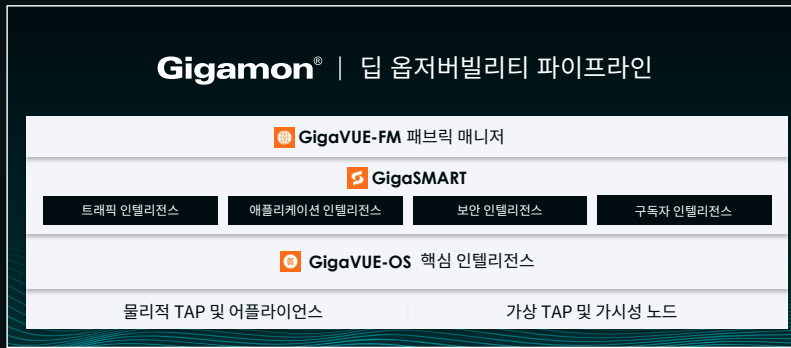 Gigamon® | 딥 옵저버빌리티 파이프라인
GigaVUE-FM 패브릭 매니저
GigaSMART
트래픽 인텔리전스 애플리케이션 인텔리전스 보안 인텔리전스 구독자 인텔리전스
GigaVUE-OS 핵심 인텔리전스
물리적 TAP 및 어플라이언스 가상 TAP 및 가시성 노드